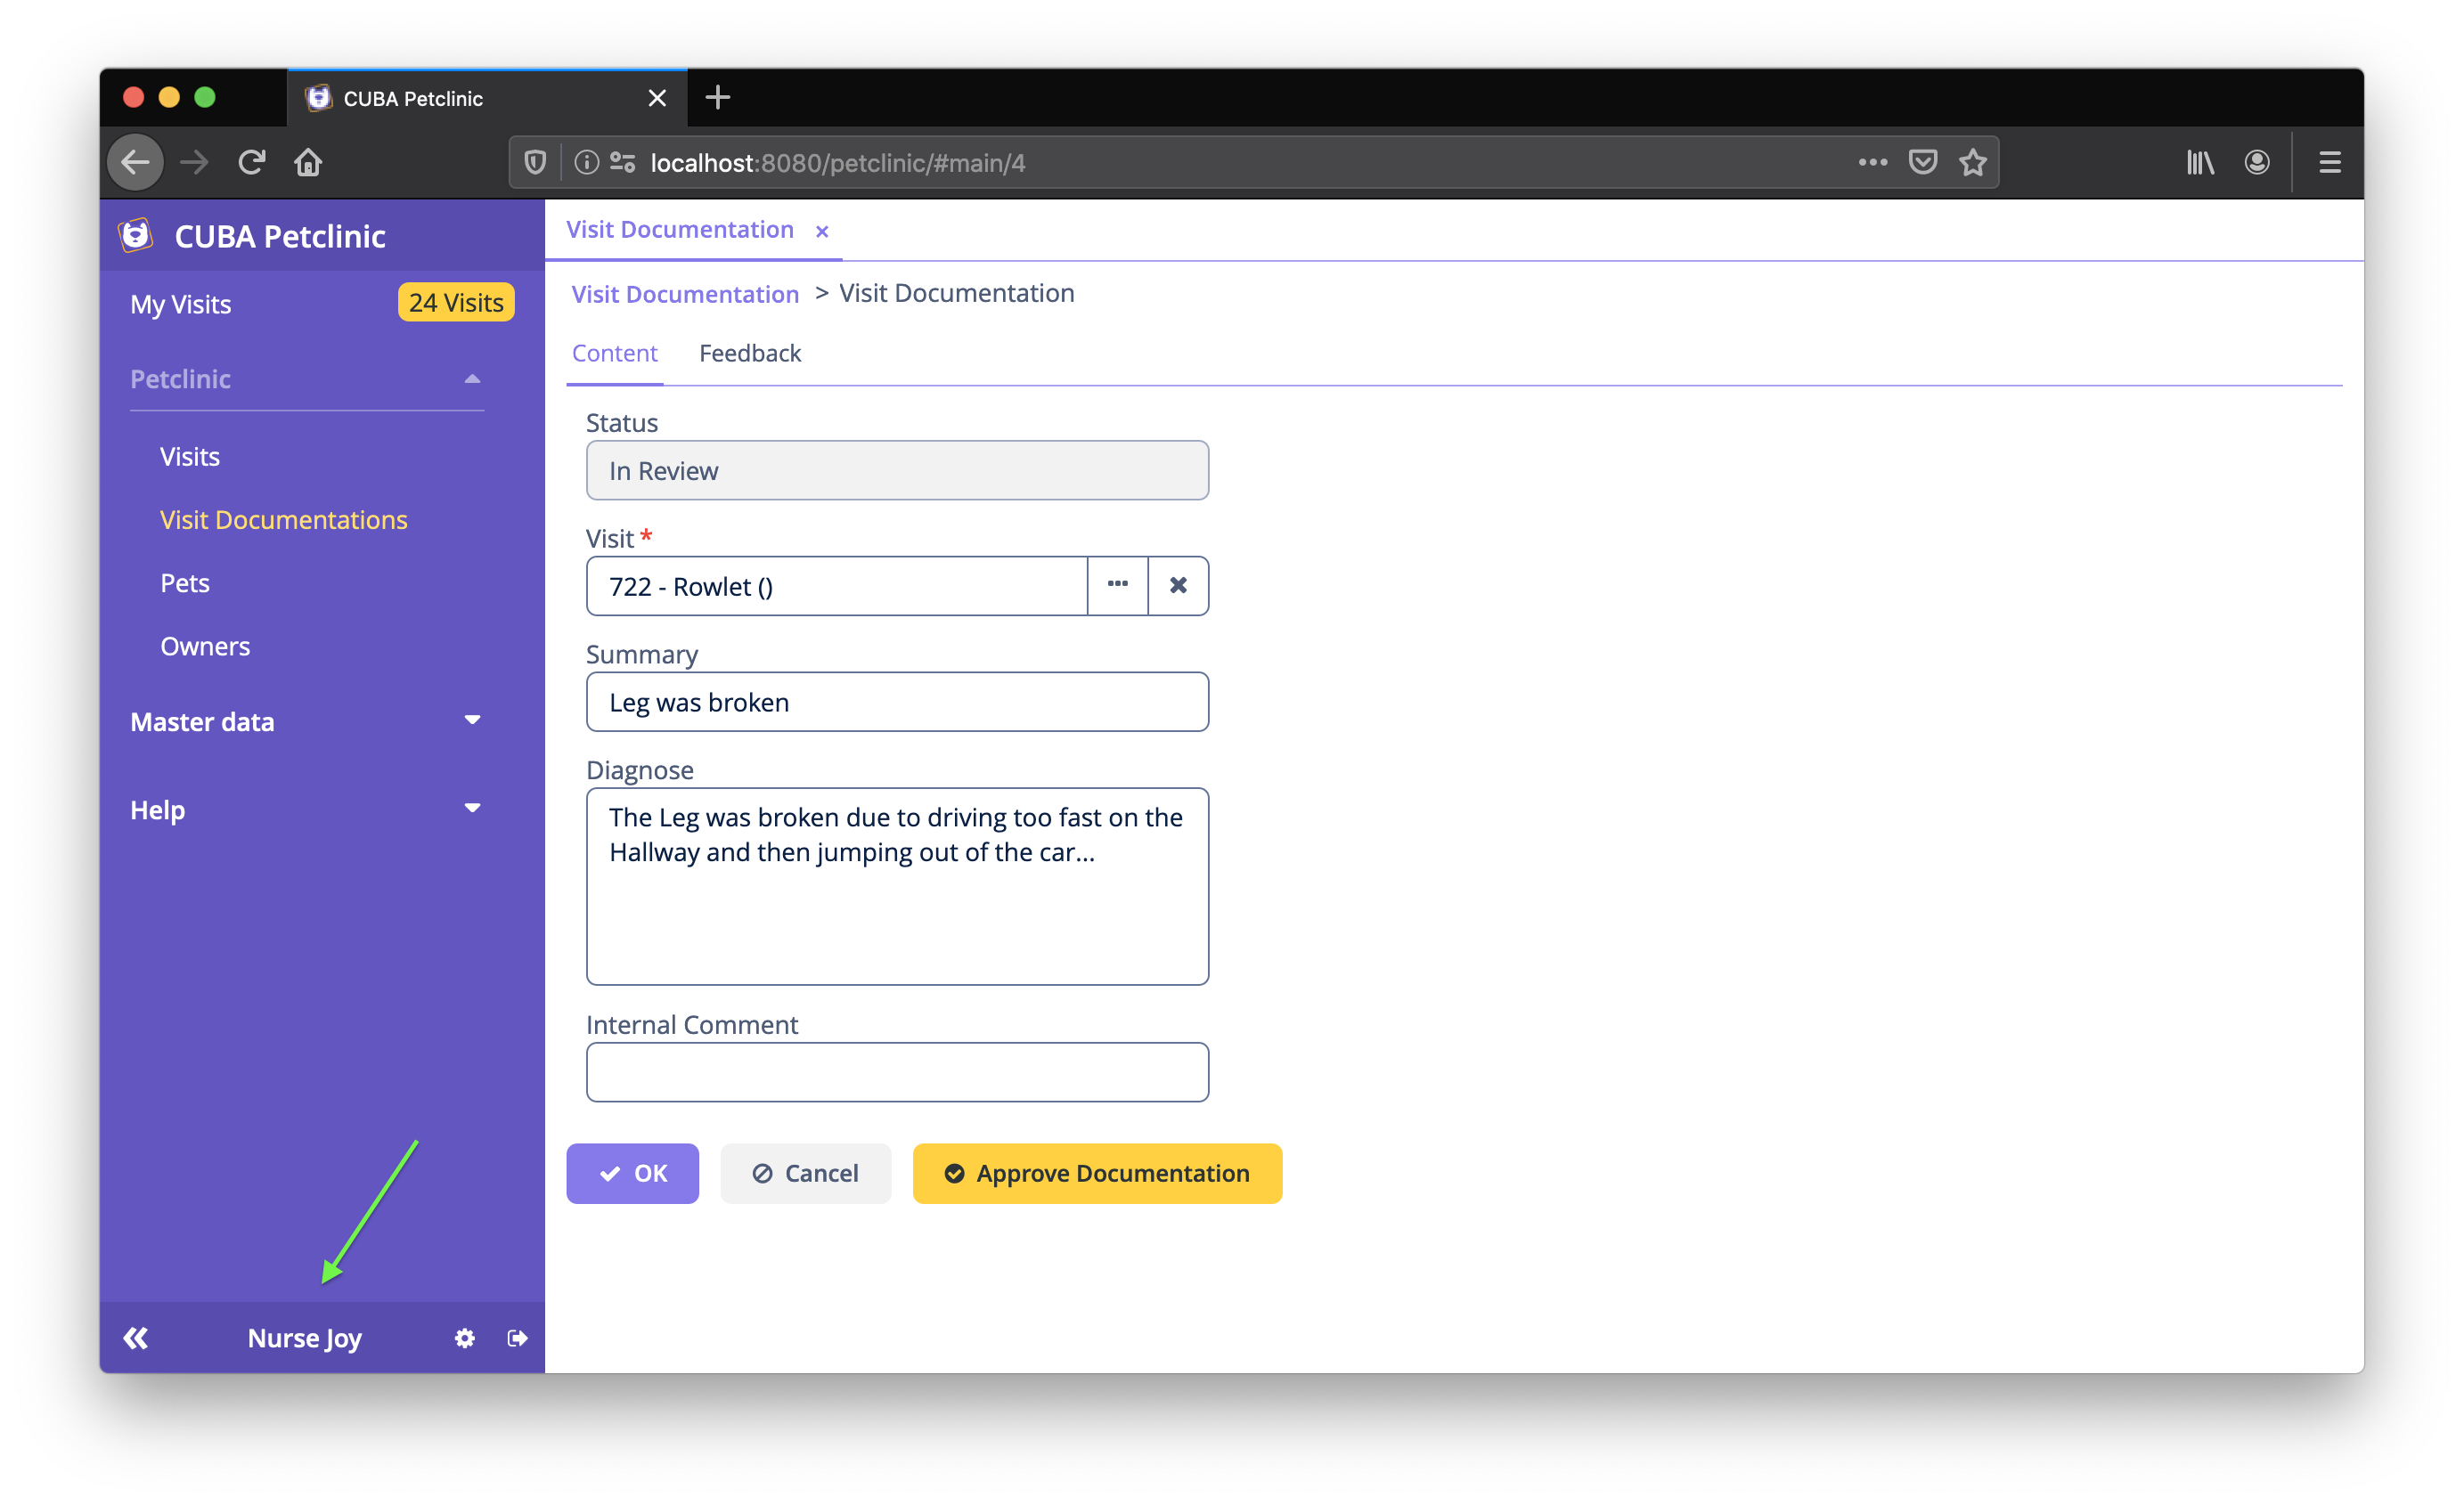 CUBA Petclinic
localhost:8080/petclinic/#main/4
CUBA Petclinic
My Visits
24 Visits
Petclinic
Visits
Visit Documentations
Pets
Owners
Master data
Help
Nurse Joy
Visit Documentation
Visit Documentation > Visit Documentation
Content
Feedback
Status
In Review
Visit *
722 - Rowlet ()
Summary
Leg was broken
Diagnose
The Leg was broken due to driving too fast on the
Hallway and then jumping out of the car...
Internal Comment
OK
Cancel
Approve Documentation